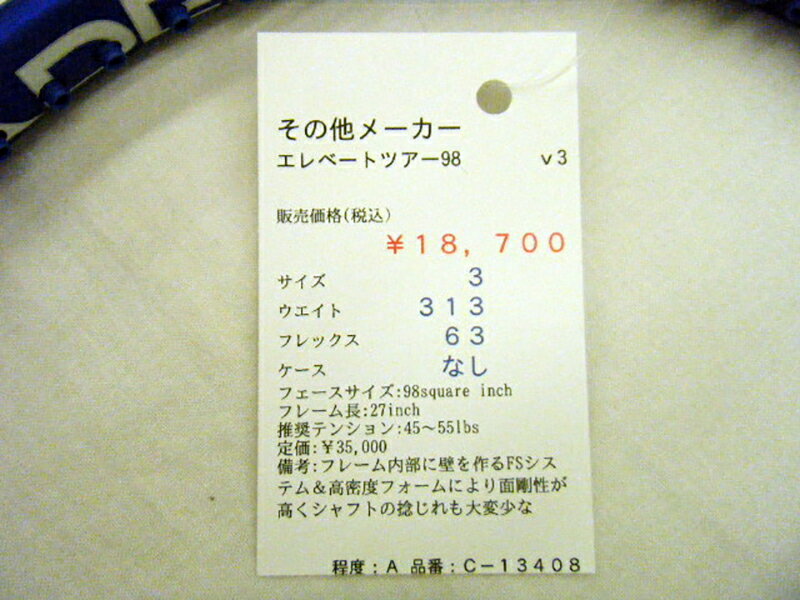 その他メーカー
エレベートツアー98 v3
販売価格(税込)
¥18,700
サイズ 3
ウエイト 313
フレックス 63
ケース なし
フェースサイズ:98square inch
フレーム長:27inch
推奨テンション:45～55lbs
定価:¥35,000
備考:フレーム内部に壁を作るFSシス
テム＆高密度フォームにより面剛性が
高くシャフトの捻じれも大変少な
程度:A 品番:C-13408